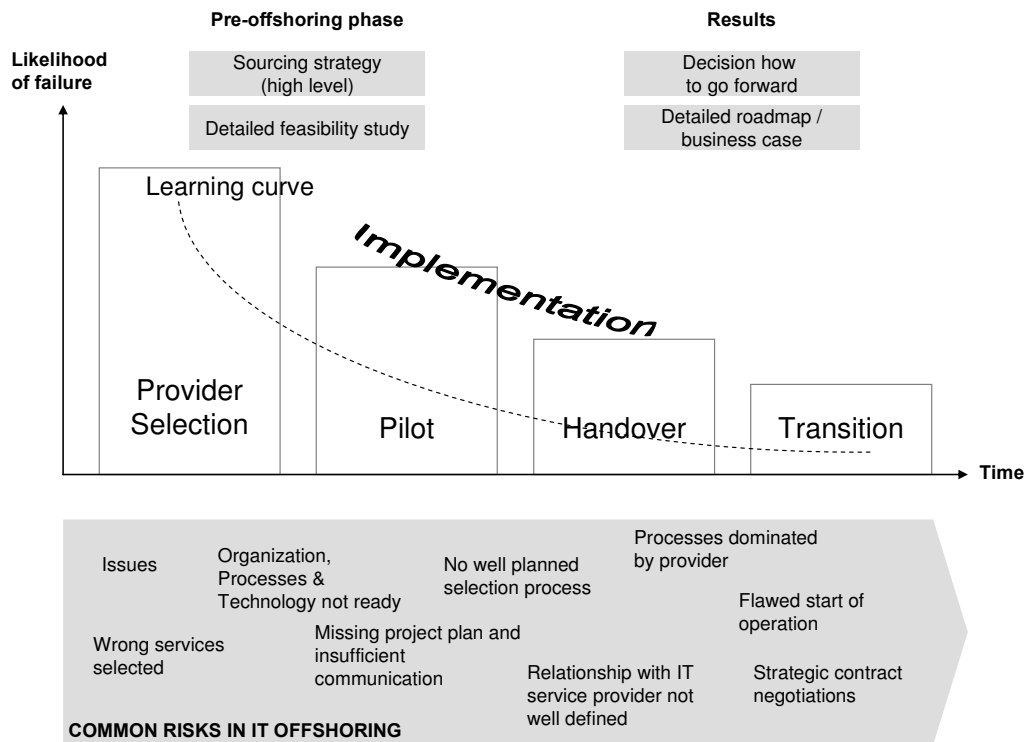 Pre-offshoring phase
Results
Likelihood
of failure
Sourcing strategy
(high level)
Decision how
to go forward
Detailed feasibility study
Detailed roadmap /
business case
Learning curve
Implementation
Provider
Selection
Pilot
Handover
Transition
Time
Issues
Organization,
Processes &
Technology not ready
No well planned
selection process
Processes dominated
by provider
Flawed start of
operation
Wrong services
selected
Missing project plan and
insufficient
communication
Relationship with IT
service provider not
well defined
Strategic contract
negotiations
COMMON RISKS IN IT OFFSHORING